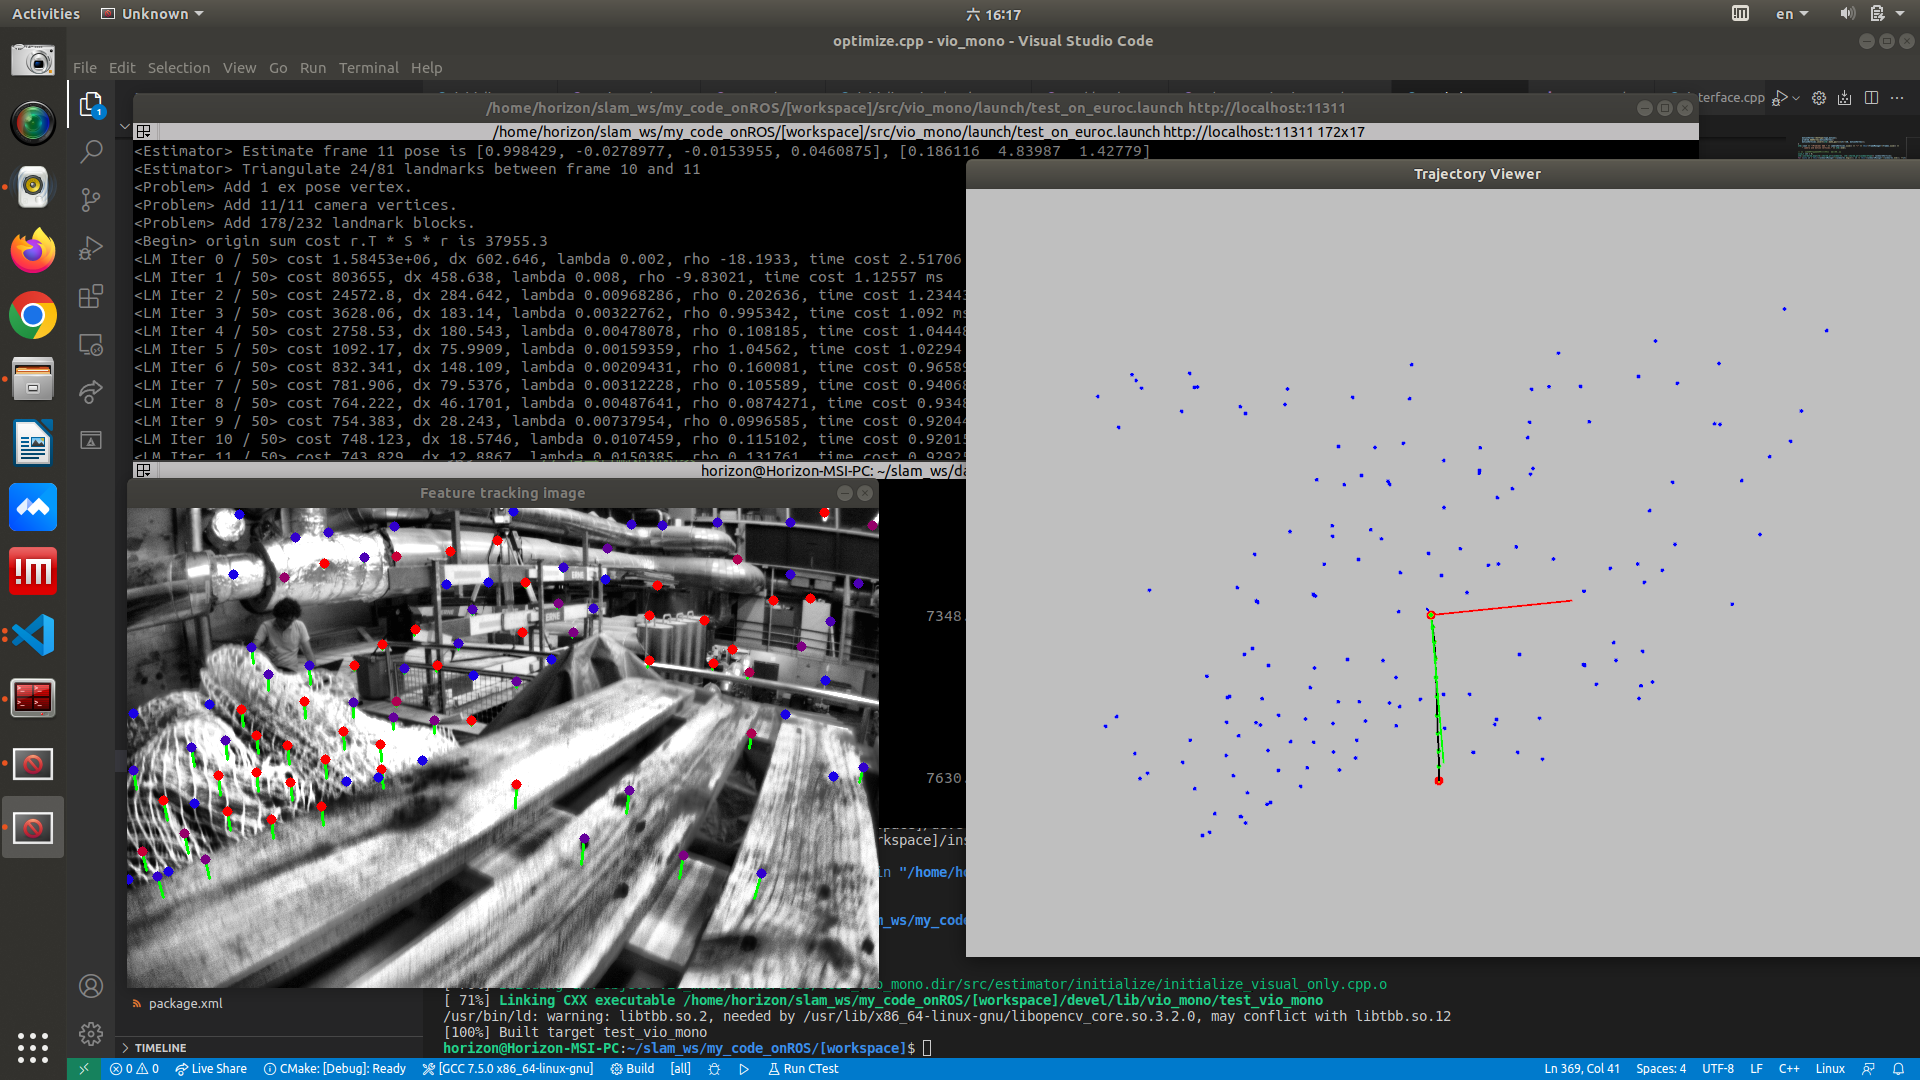 Activities
Unknown
六 16:17
en
optimize.cpp - vio_mono - Visual Studio Code
File Edit Selection View Go Run Terminal Help
/home/horizon/slam_ws/my_code_onROS/[workspace]/src/vio_mono/launch/test_on_euroc.launch http://localhost:11311
terface.cpp
/home/horizon/slam_ws/my_code_onROS/[workspace]/src/vio_mono/launch/test_on_euroc.launch http://localhost:11311 172x17
<Estimator> Estimate frame 11 pose is [0.998429, -0.0278977, -0.0153955, 0.0460875], [0.186116  4.83987  1.42779]
<Estimator> Triangulate 24/81 landmarks between frame 10 and 11
<Problem> Add 1 ex pose vertex.
<Problem> Add 11/11 camera vertices.
<Problem> Add 178/232 landmark blocks.
<Begin> origin sum cost r.T * S * r is 37955.3
<LM Iter 0 / 50> cost 1.58453e+06, dx 602.646, lambda 0.002, rho -18.1933, time cost 2.51706
<LM Iter 1 / 50> cost 803655, dx 458.638, lambda 0.008, rho -9.83021, time cost 1.12557 ms
<LM Iter 2 / 50> cost 24572.8, dx 284.642, lambda 0.00968286, rho 0.202636, time cost 1.23443
<LM Iter 3 / 50> cost 3628.06, dx 183.14, lambda 0.00322762, rho 0.995342, time cost 1.092 ms
<LM Iter 4 / 50> cost 2758.53, dx 180.543, lambda 0.00478078, rho 0.108185, time cost 1.04448
<LM Iter 5 / 50> cost 1092.17, dx 75.9909, lambda 0.00159359, rho 1.04562, time cost 1.02294
<LM Iter 6 / 50> cost 832.341, dx 148.109, lambda 0.00209431, rho 0.160081, time cost 0.96589
<LM Iter 7 / 50> cost 781.906, dx 79.5376, lambda 0.00312228, rho 0.105589, time cost 0.94068
<LM Iter 8 / 50> cost 764.222, dx 46.1701, lambda 0.00487641, rho 0.0874271, time cost 0.9348
<LM Iter 9 / 50> cost 754.383, dx 28.243, lambda 0.00737954, rho 0.0996585, time cost 0.92044
<LM Iter 10 / 50> cost 748.123, dx 18.5746, lambda 0.0107459, rho 0.115102, time cost 0.92015
<LM Iter 11 / 50> cost 743.829, dx 12.8867, lambda 0.0150385, rho 0.131761, time cost 0.92925
horizon@Horizon-MSI-PC: ~/slam_ws/da
Trajectory Viewer
Feature tracking image
7348.
7630.
rkspace]/ins
in "/home/ho
m_ws/my_code
_mono.dir/src/estimator/initialize/initialize_visual_only.cpp.o
[ 71%] Linking CXX executable /home/horizon/slam_ws/my_code_onROS/[workspace]/devel/lib/vio_mono/test_vio_mono
/usr/bin/ld: warning: libtbb.so.2, needed by /usr/lib/x86_64-linux-gnu/libopencv_core.so.3.2.0, may conflict with libtbb.so.12
[100%] Built target test_vio_mono
horizon@Horizon-MSI-PC:~/slam_ws/my_code_onROS/[workspace]$
package.xml
TIMELINE
0 0 Live Share CMake: [Debug]: Ready [GCC 7.5.0 x86_64-linux-gnu] Build [all] Run CTest
Ln 369, Col 41 Spaces: 4 UTF-8 LF C++ Linux